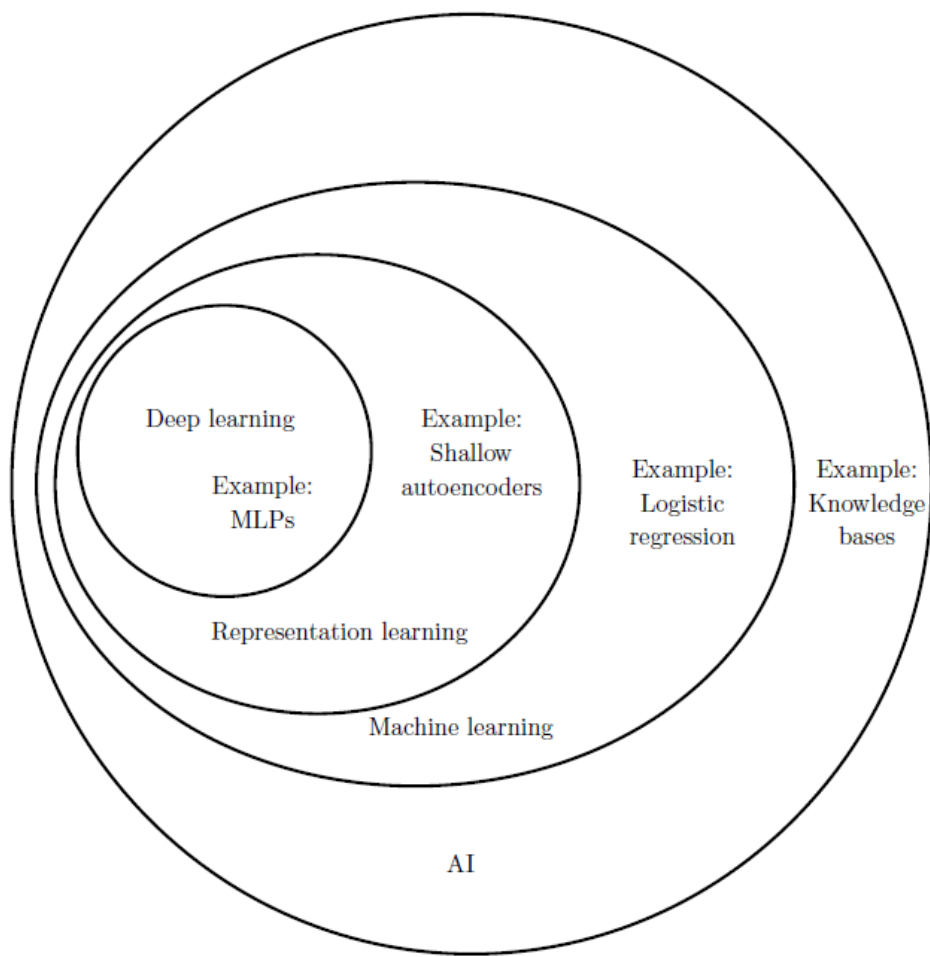 Deep learning
Example:
MLPs
Example:
Shallow
autoencoders
Example:
Logistic
regression
Example:
Knowledge
bases
Representation learning
Machine learning
AI